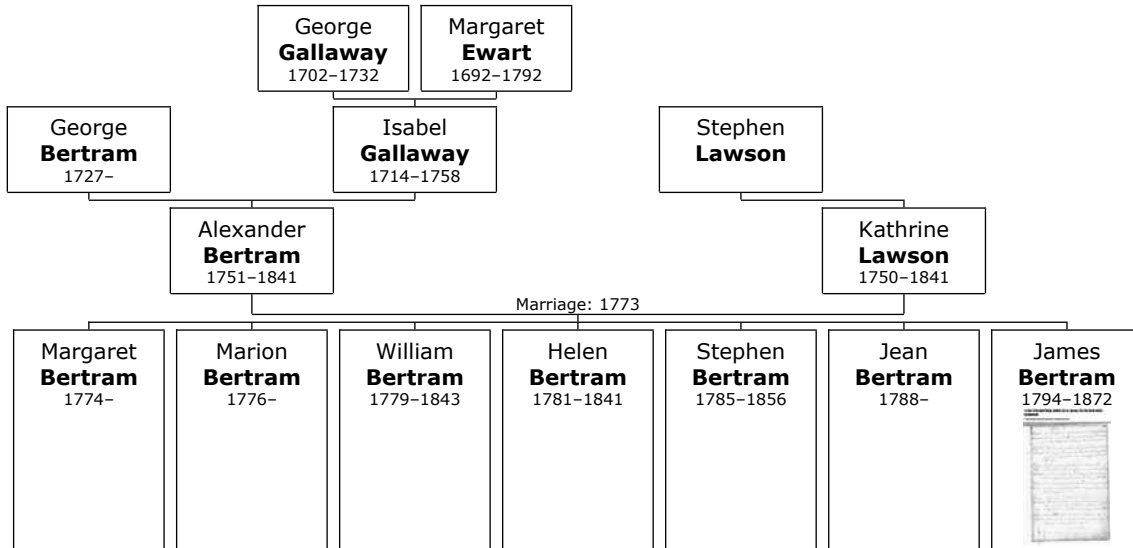 George
Gallaway
1702–1732
Margaret
Ewart
1692–1792
George
Bertram
1727–
Isabel
Gallaway
1714–1758
Stephen
Lawson
Alexander
Bertram
1751–1841
Kathrine
Lawson
1750–1841
Marriage: 1773
Margaret
Bertram
1774–
Marion
Bertram
1776–
William
Bertram
1779–1843
Helen
Bertram
1781–1841
Stephen
Bertram
1785–1856
Jean
Bertram
1788–
James
Bertram
1794–1872